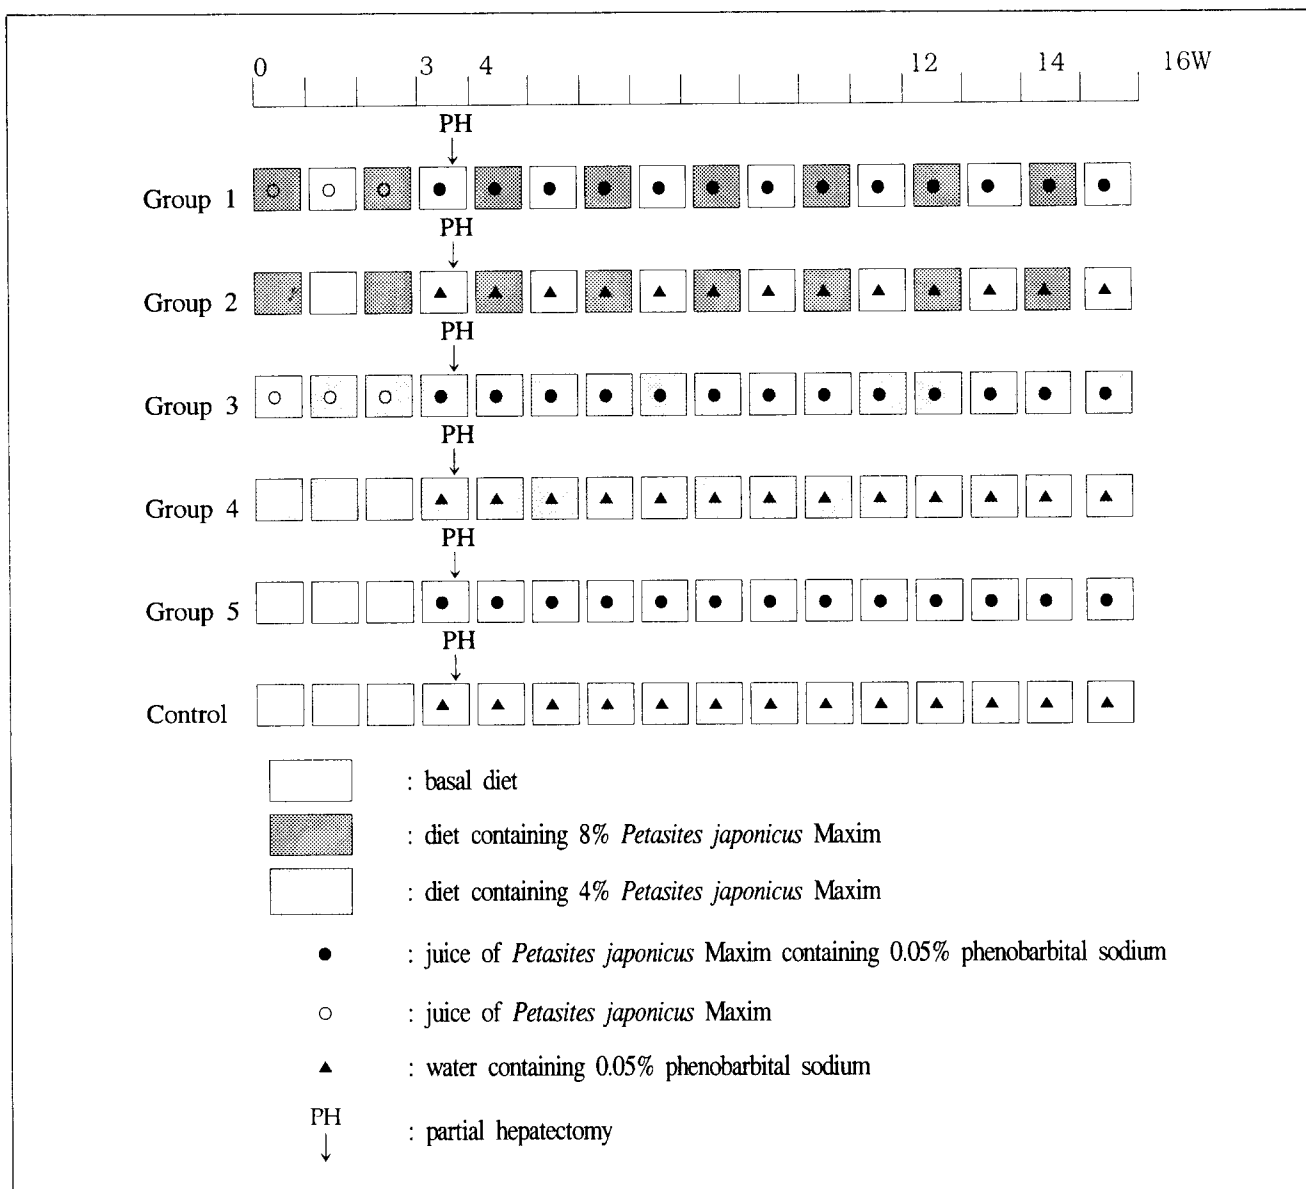 0 3 4 12 14 16W
PH
Group 1
PH
Group 2
PH
Group 3
PH
Group 4
PH
Group 5
PH
Control
: basal diet
: diet containing 8% Petasites japonicus Maxim
: diet containing 4% Petasites japonicus Maxim
: juice of Petasites japonicus Maxim containing 0.05% phenobarbital sodium
: juice of Petasites japonicus Maxim
: water containing 0.05% phenobarbital sodium
PH : partial hepatectomy